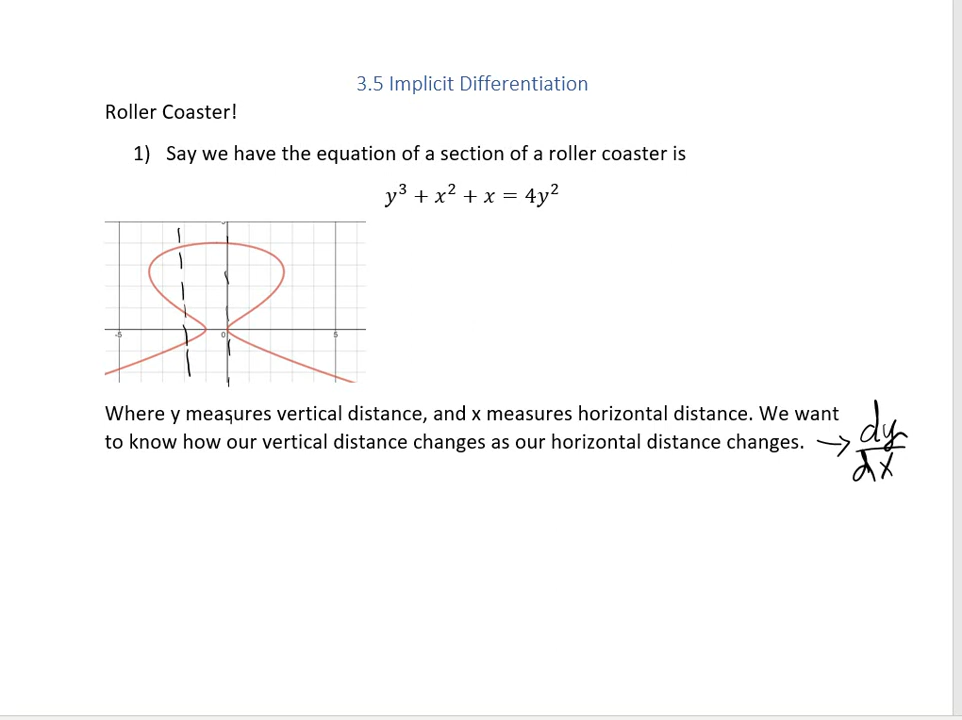 3.5 Implicit Differentiation
Roller Coaster!
1) Say we have the equation of a section of a roller coaster is
y³ + x² + x = 4y²
-5 0 5
Where y measures vertical distance, and x measures horizontal distance. We want
to know how our vertical distance changes as our horizontal distance changes. → dy/dx